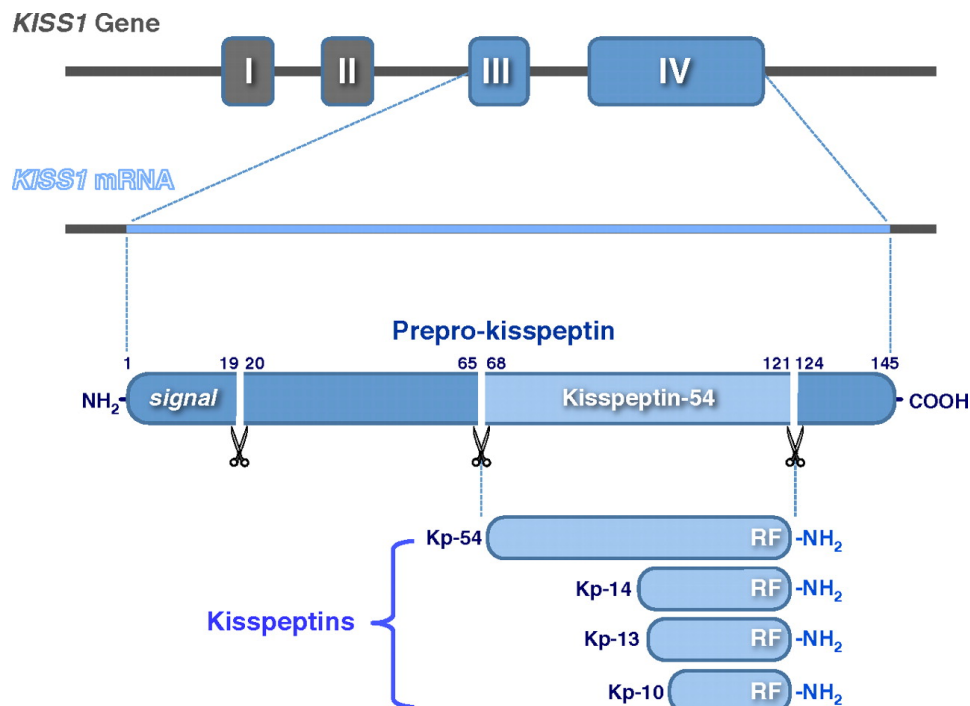 KISS1 Gene
I II III IV
KISS1 mRNA
Prepro-kisspeptin
1 19 20 65 68 121 124 145
NH2- signal Kisspeptin-54 -COOH
Kp-54 RF -NH2
Kp-14 RF -NH2
Kisspeptins
Kp-13 RF -NH2
Kp-10 RF -NH2